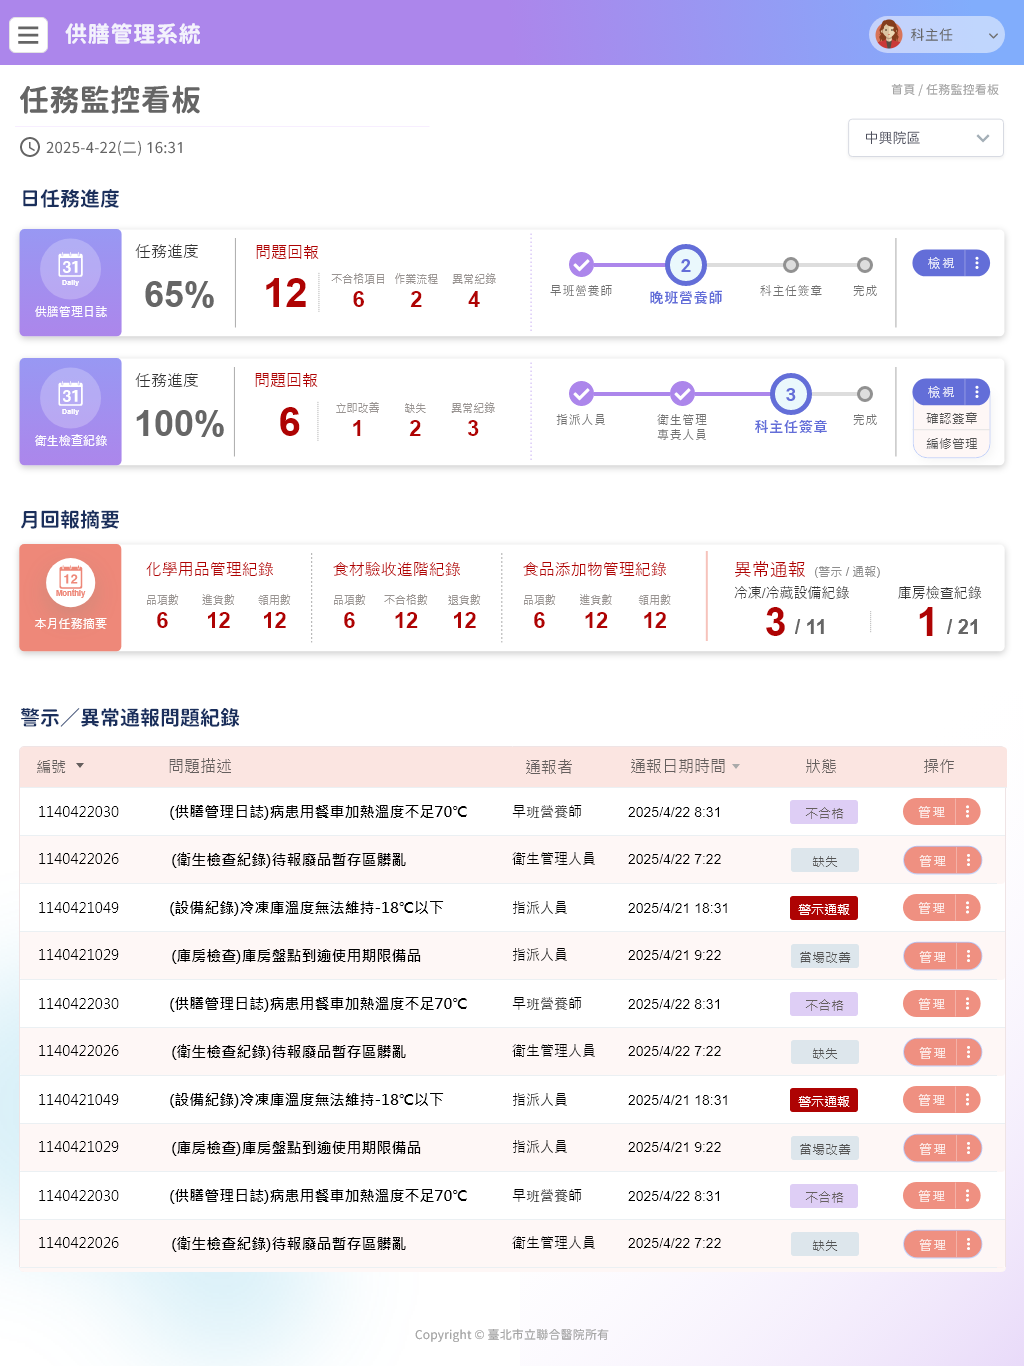 供膳管理系統
科主任
任務監控看板
首頁 / 任務監控看板
2025-4-22(二) 16:31
中興院區
日任務進度
31
Daily
供膳管理日誌
任務進度
65%
問題回報
12
不合格項目 作業流程 異常紀錄
6 2 4
2
早班營養師 晚班營養師 科主任簽章 完成
檢視
31
Daily
衛生檢查紀錄
任務進度
100%
問題回報
6
立即改善 缺失 異常紀錄
1 2 3
3
指派人員 衛生管理
專責人員 科主任簽章 完成
檢視
確認簽章
編修管理
月回報摘要
12
Monthly
本月任務摘要
化學用品管理紀錄
品項數 進貨數 領用數
6 12 12
食材驗收進階紀錄
品項數 不合格數 退貨數
6 12 12
食品添加物管理紀錄
品項數 進貨數 領用數
6 12 12
異常通報 (警示 / 通報)
冷凍/冷藏設備紀錄 庫房檢查紀錄
3 / 11 1 / 21
警示／異常通報問題紀錄
編號 問題描述 通報者 通報日期時間 狀態 操作
1140422030 (供膳管理日誌)病患用餐車加熱溫度不足70℃ 早班營養師 2025/4/22 8:31 不合格 管理
1140422026 (衛生檢查紀錄)待報廢品暫存區髒亂 衛生管理人員 2025/4/22 7:22 缺失 管理
1140421049 (設備紀錄)冷凍庫溫度無法維持-18℃以下 指派人員 2025/4/21 18:31 警示通報 管理
1140421029 (庫房檢查)庫房盤點到逾使用期限備品 指派人員 2025/4/21 9:22 當場改善 管理
1140422030 (供膳管理日誌)病患用餐車加熱溫度不足70℃ 早班營養師 2025/4/22 8:31 不合格 管理
1140422026 (衛生檢查紀錄)待報廢品暫存區髒亂 衛生管理人員 2025/4/22 7:22 缺失 管理
1140421049 (設備紀錄)冷凍庫溫度無法維持-18℃以下 指派人員 2025/4/21 18:31 警示通報 管理
1140421029 (庫房檢查)庫房盤點到逾使用期限備品 指派人員 2025/4/21 9:22 當場改善 管理
1140422030 (供膳管理日誌)病患用餐車加熱溫度不足70℃ 早班營養師 2025/4/22 8:31 不合格 管理
1140422026 (衛生檢查紀錄)待報廢品暫存區髒亂 衛生管理人員 2025/4/22 7:22 缺失 管理
Copyright © 臺北市立聯合醫院所有